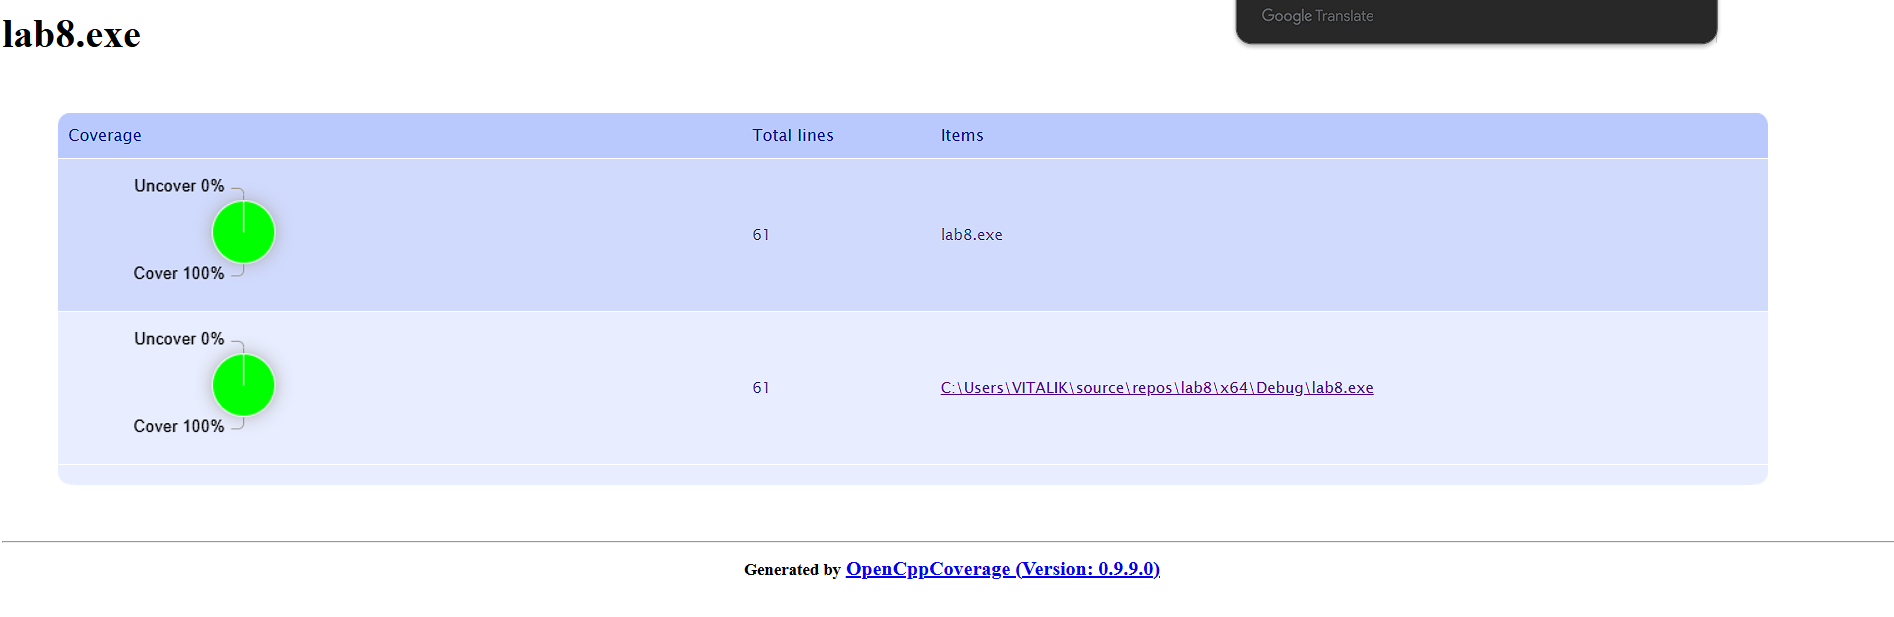 Google Translate
lab8.exe
Coverage Total lines Items
Uncover 0%
61 lab8.exe
Cover 100%
Uncover 0%
61 C:\Users\VITALIK\source\repos\lab8\x64\Debug\lab8.exe
Cover 100%
Generated by OpenCppCoverage (Version: 0.9.9.0)